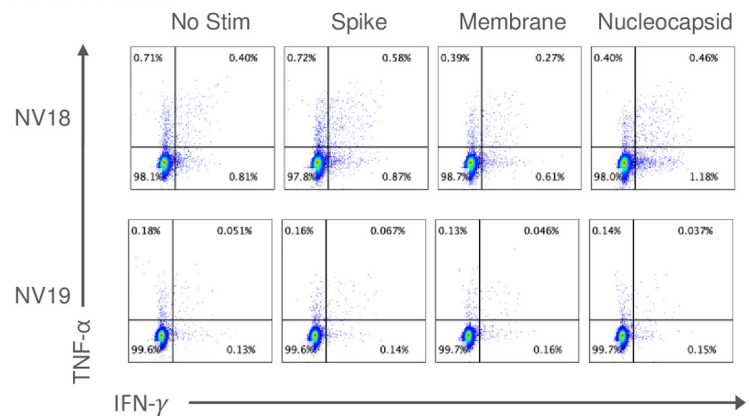 No Stim Spike Membrane Nucleocapsid
NV18
0.71% 0.40% 0.72% 0.58% 0.39% 0.27% 0.40% 0.46%
98.1% 0.81% 97.8% 0.87% 98.7% 0.61% 98.0% 1.18%
NV19
0.18% 0.051% 0.16% 0.067% 0.13% 0.046% 0.14% 0.037%
99.6% 0.13% 99.6% 0.14% 99.7% 0.16% 99.7% 0.15%
TNF-α
IFN-γ